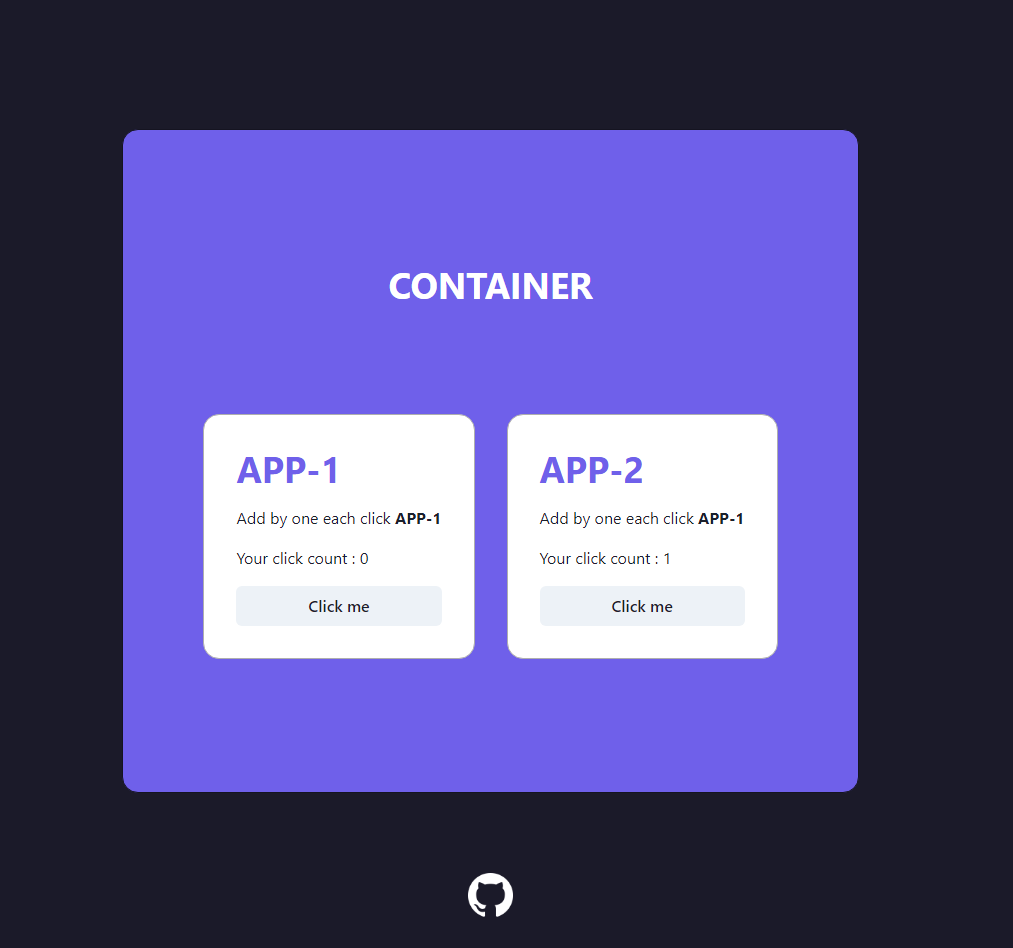 CONTAINER
APP-1
Add by one each click APP-1
Your click count : 0
Click me
APP-2
Add by one each click APP-1
Your click count : 1
Click me